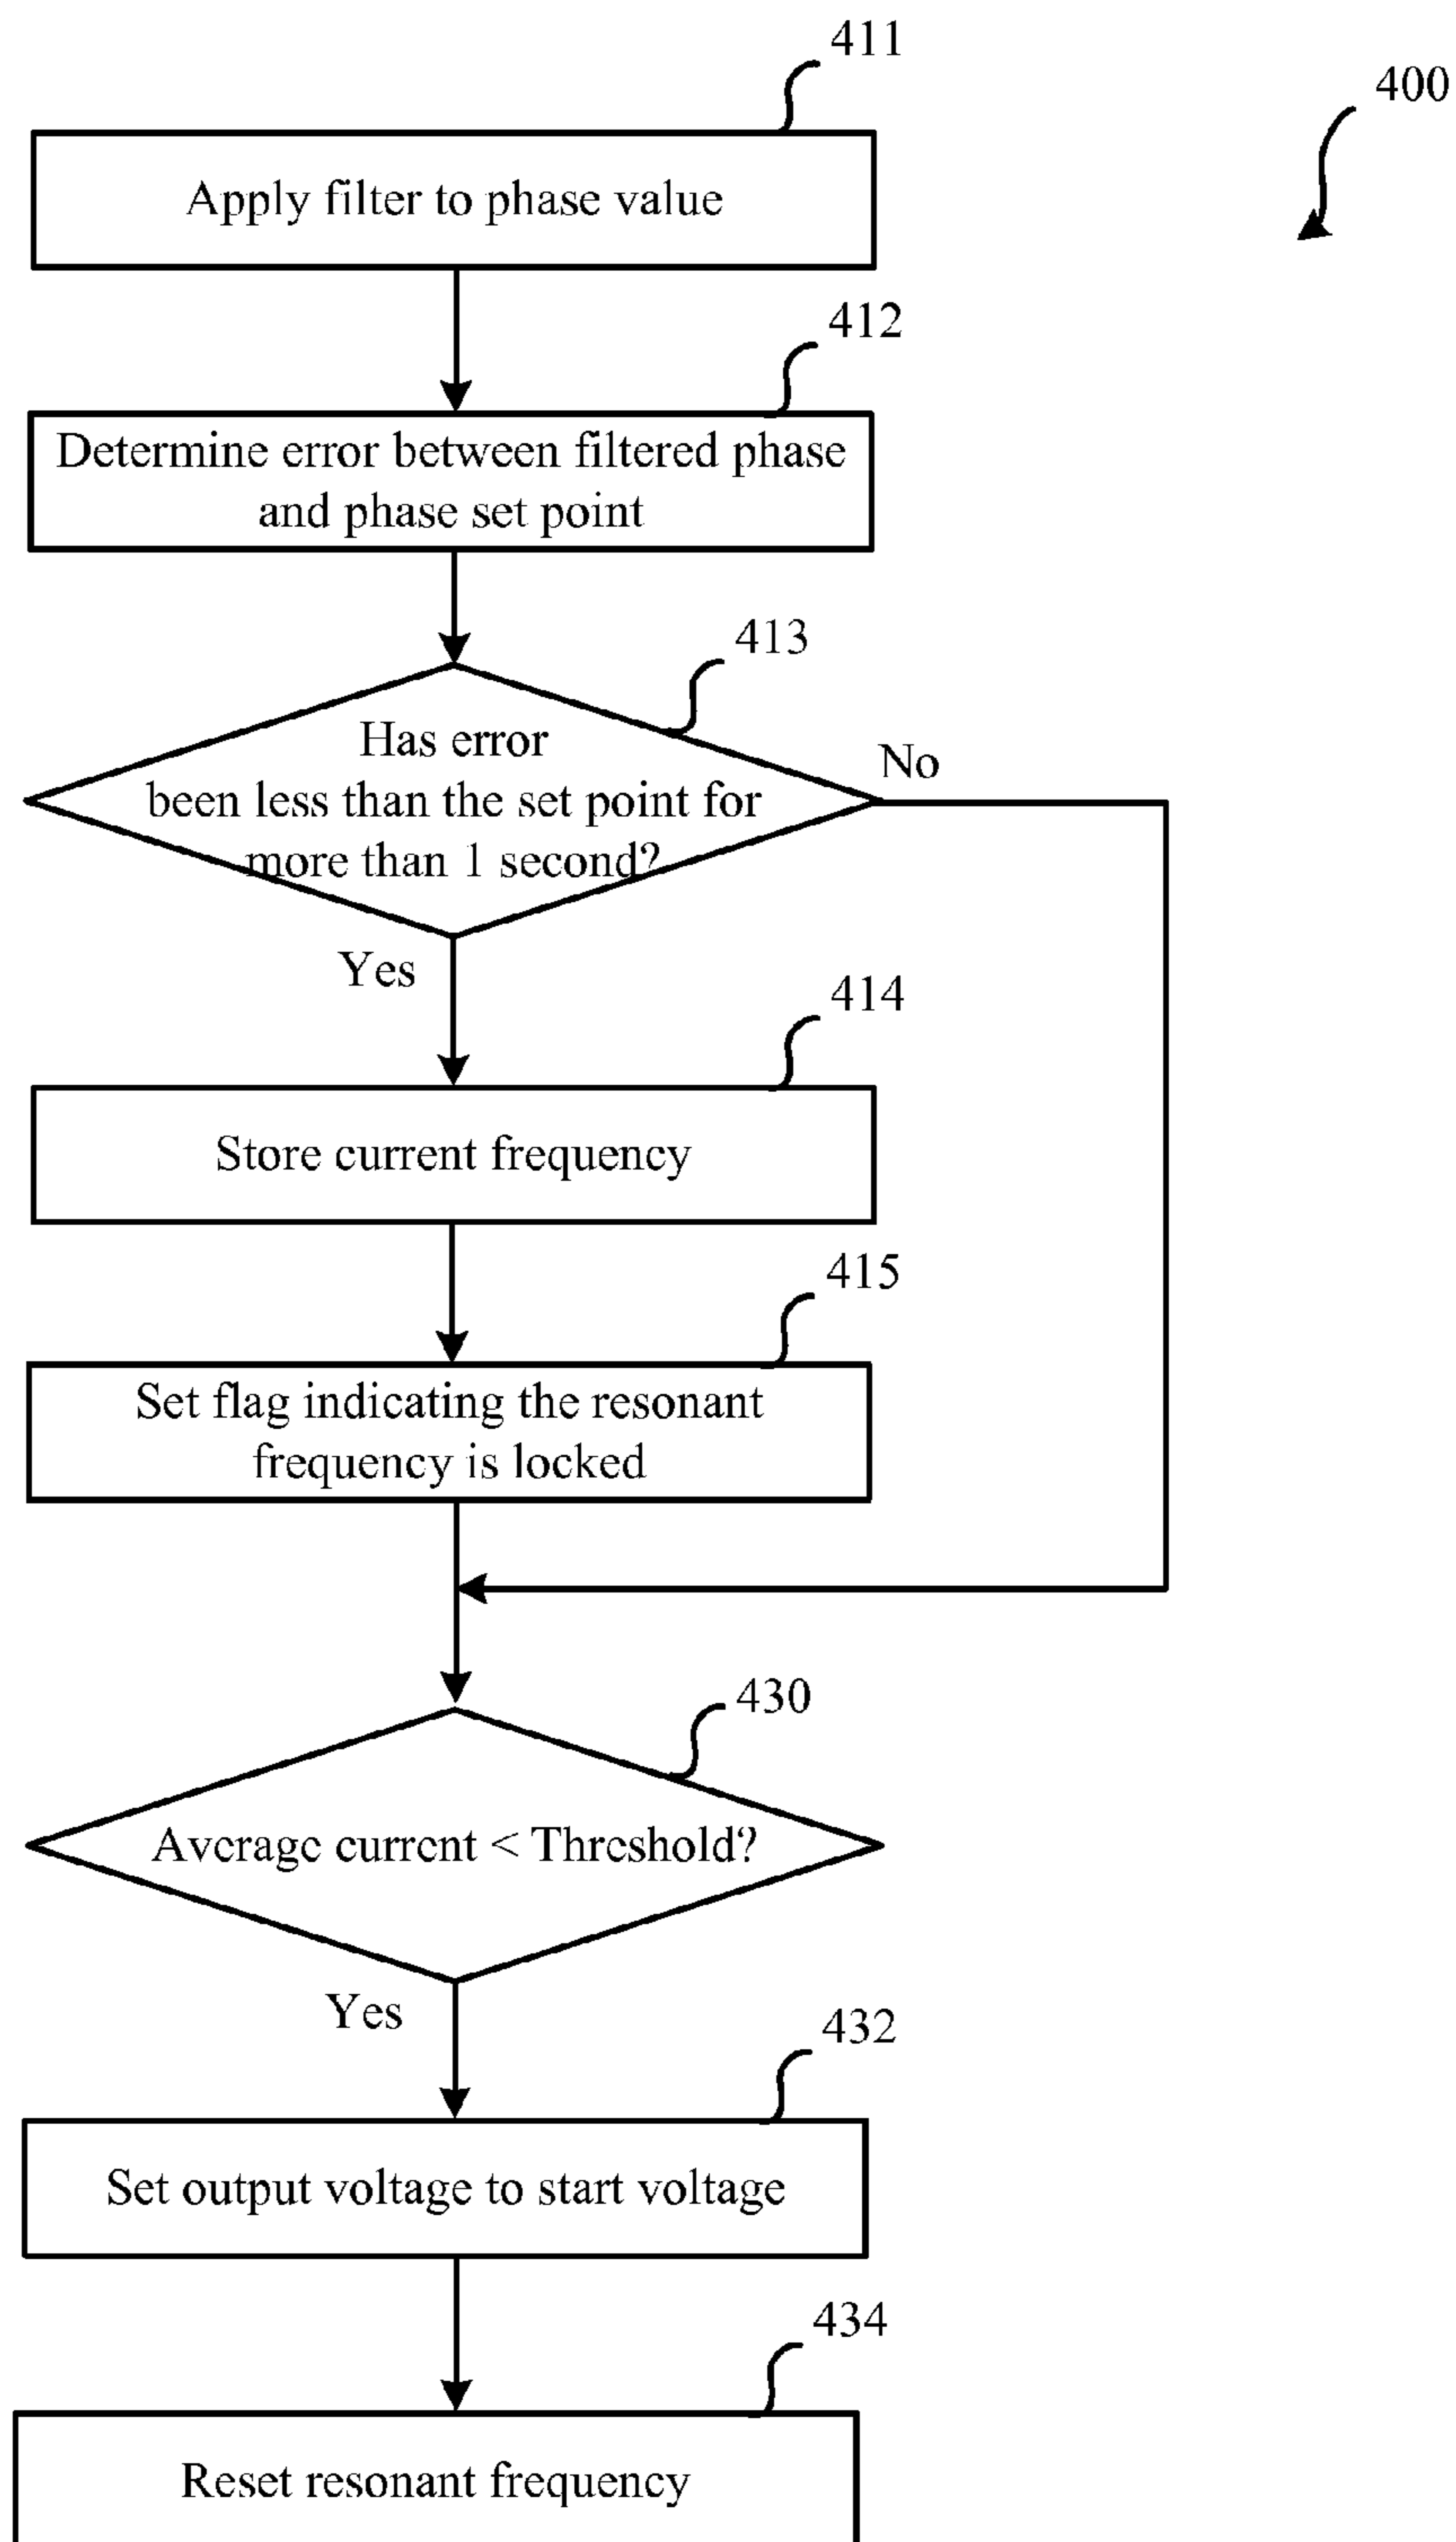 411
400
Apply filter to phase value
412
Determine error between filtered phase
and phase set point
413
Has error
been less than the set point for
more than 1 second?
No
Yes
414
Store current frequency
415
Set flag indicating the resonant
frequency is locked
430
Average current < Threshold?
Yes
432
Set output voltage to start voltage
434
Reset resonant frequency